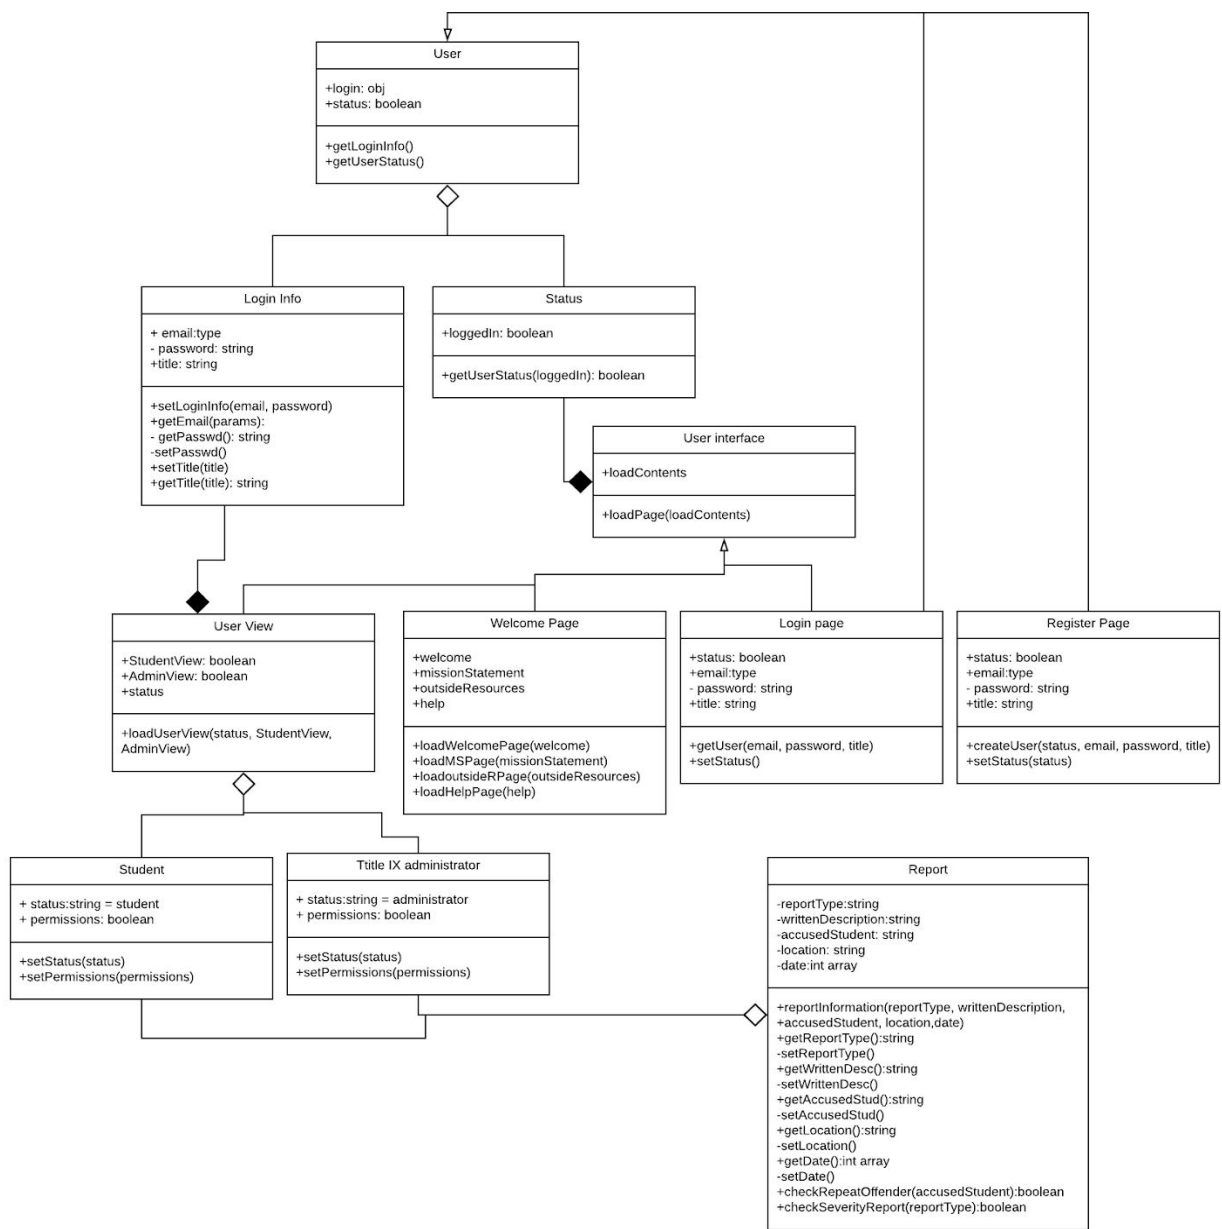 User
+login: obj
+status: boolean
+getLoginInfo()
+getUserStatus()
Login Info
+ email:type
- password: string
+title: string
+setLoginInfo(email, password)
+getEmail(params):
- getPasswd(): string
-setPasswd()
+setTitle(title)
+getTitle(title): string
Status
+loggedIn: boolean
+getUserStatus(loggedIn): boolean
User interface
+loadContents
+loadPage(loadContents)
User View
+StudentView: boolean
+AdminView: boolean
+status
+loadUserView(status, StudentView,
AdminView)
Welcome Page
+welcome
+missionStatement
+outsideResources
+help
+loadWelcomePage(welcome)
+loadMSPage(missionStatement)
+loadoutsideRPage(outsideResources)
+loadHelpPage(help)
Login page
+status: boolean
+email:type
- password: string
+title: string
+getUser(email, password, title)
+setStatus()
Register Page
+status: boolean
+email:type
- password: string
+title: string
+createUser(status, email, password, title)
+setStatus(status)
Student
+ status:string = student
+ permissions: boolean
+setStatus(status)
+setPermissions(permissions)
Ttitle IX administrator
+ status:string = administrator
+ permissions: boolean
+setStatus(status)
+setPermissions(permissions)
Report
-reportType:string
-writtenDescription:string
-accusedStudent: string
-location: string
-date:int array
+reportInformation(reportType, writtenDescription,
+accusedStudent, location,date)
+getReportType():string
-setReportType()
+getWrittenDesc():string
-setWrittenDesc()
+getAccusedStud():string
-setAccusedStud()
+getLocation():string
-setLocation()
+getDate():int array
-setDate()
+checkRepeatOffender(accusedStudent):boolean
+checkSeverityReport(reportType):boolean